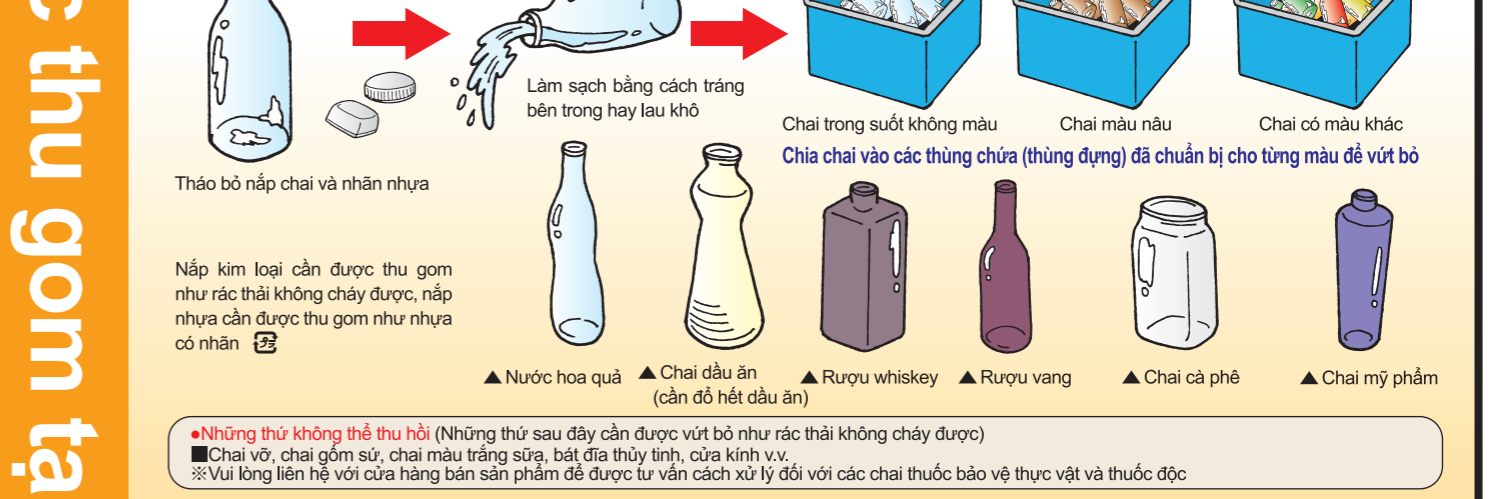 c thu gom tạ
Làm sạch bằng cách tráng
bên trong hay lau khô
Tháo bỏ nắp chai và nhãn nhựa
Chai trong suốt không màu
Chai màu nâu
Chai có màu khác
Chia chai vào các thùng chứa (thùng đựng) đã chuẩn bị cho từng màu để vứt bỏ
Nắp kim loại cần được thu gom
như rác thải không cháy được, nắp
nhựa cần được thu gom như nhựa
có nhãn プラ
▲Nước hoa quả
▲Chai dầu ăn
(cần đổ hết dầu ăn)
▲Rượu whiskey
▲Rượu vang
▲Chai cà phê
▲Chai mỹ phẩm
●Những thứ không thể thu hồi (Những thứ sau đây cần được vứt bỏ như rác thải không cháy được)
■Chai vỡ, chai gốm sứ, chai màu trắng sữa, bát đĩa thủy tinh, cửa kính v.v.
※Vui lòng liên hệ với cửa hàng bán sản phẩm để được tư vấn cách xử lý đối với các chai thuốc bảo vệ thực vật và thuốc độc